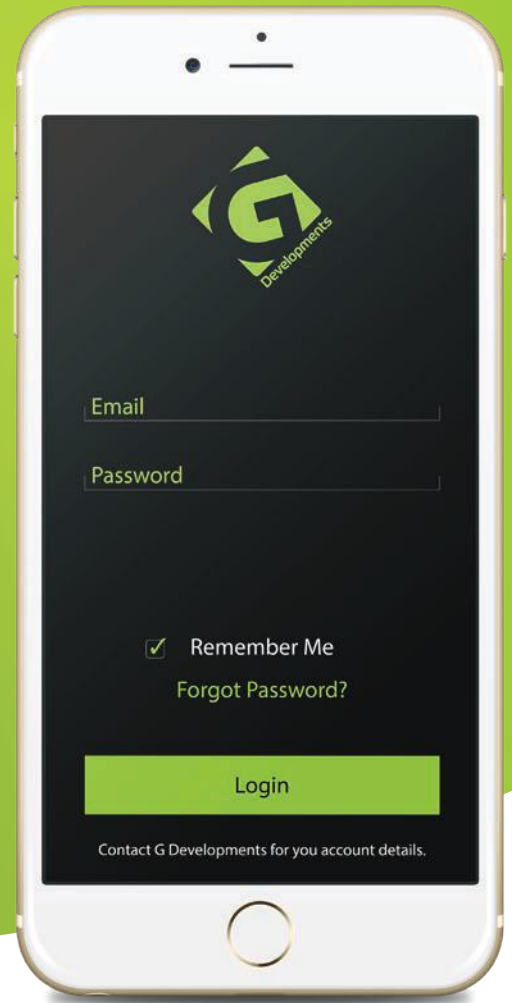 G
Developments
Email
Password
✓ Remember Me
Forgot Password?
Login
Contact G Developments for you account details.